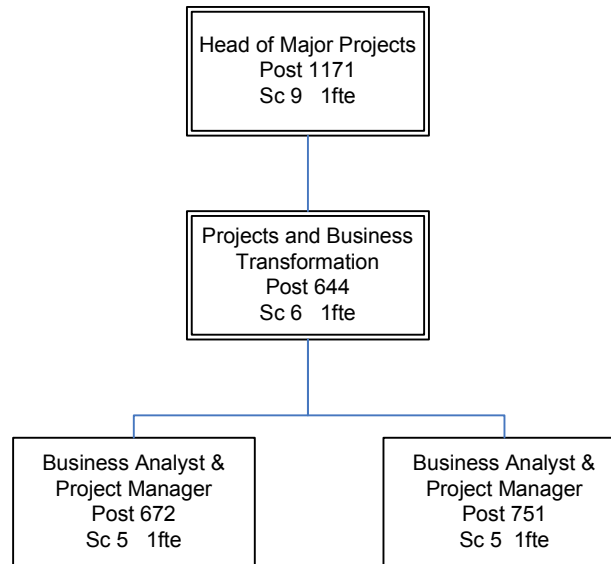 Head of Major Projects
Post 1171
Sc 9 1fte
Projects and Business
Transformation
Post 644
Sc 6 1fte
Business Analyst &
Project Manager
Post 672
Sc 5 1fte
Business Analyst &
Project Manager
Post 751
Sc 5 1fte